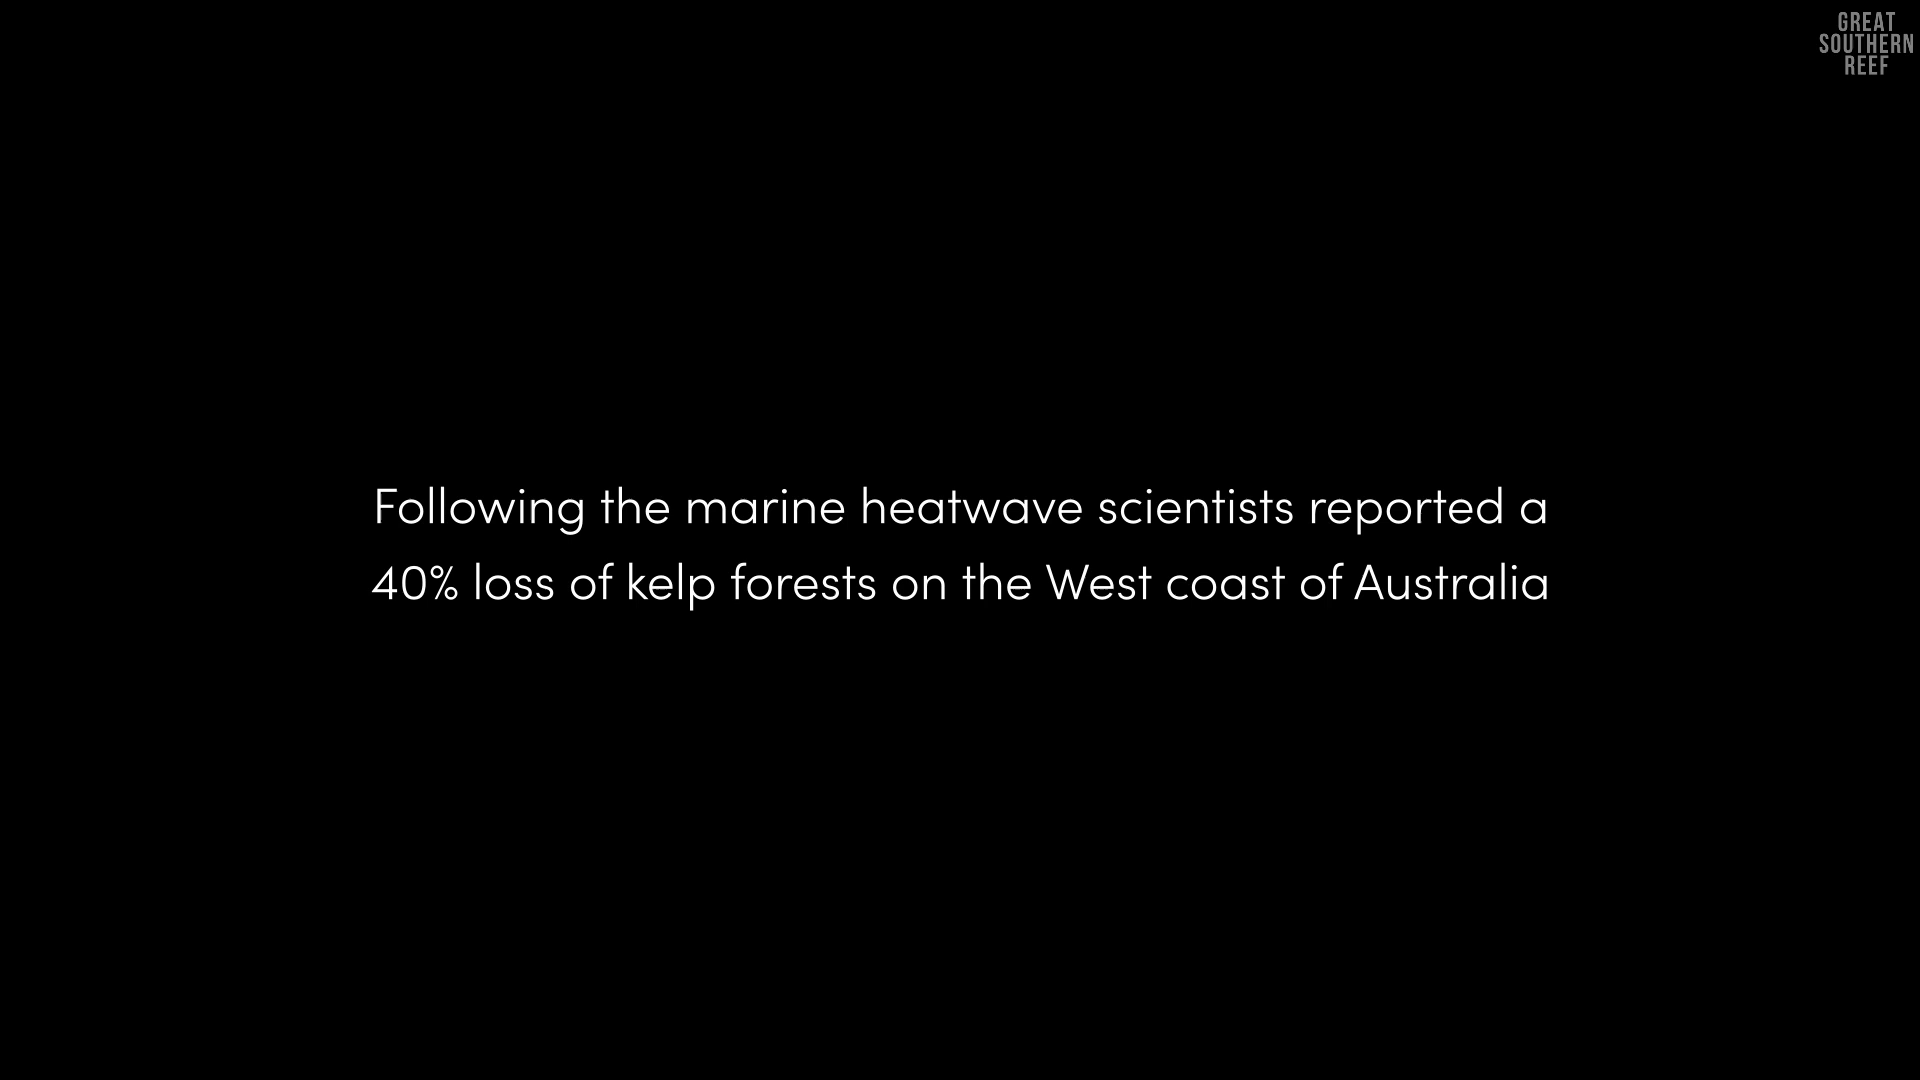 GREAT
SOUTHERN
REEF
Following the marine heatwave scientists reported a
40% loss of kelp forests on the West coast of Australia